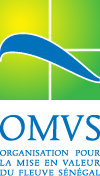 OMVS
ORGANISATION POUR
LA MISE EN VALEUR
DU FLEUVE SÉNÉGAL